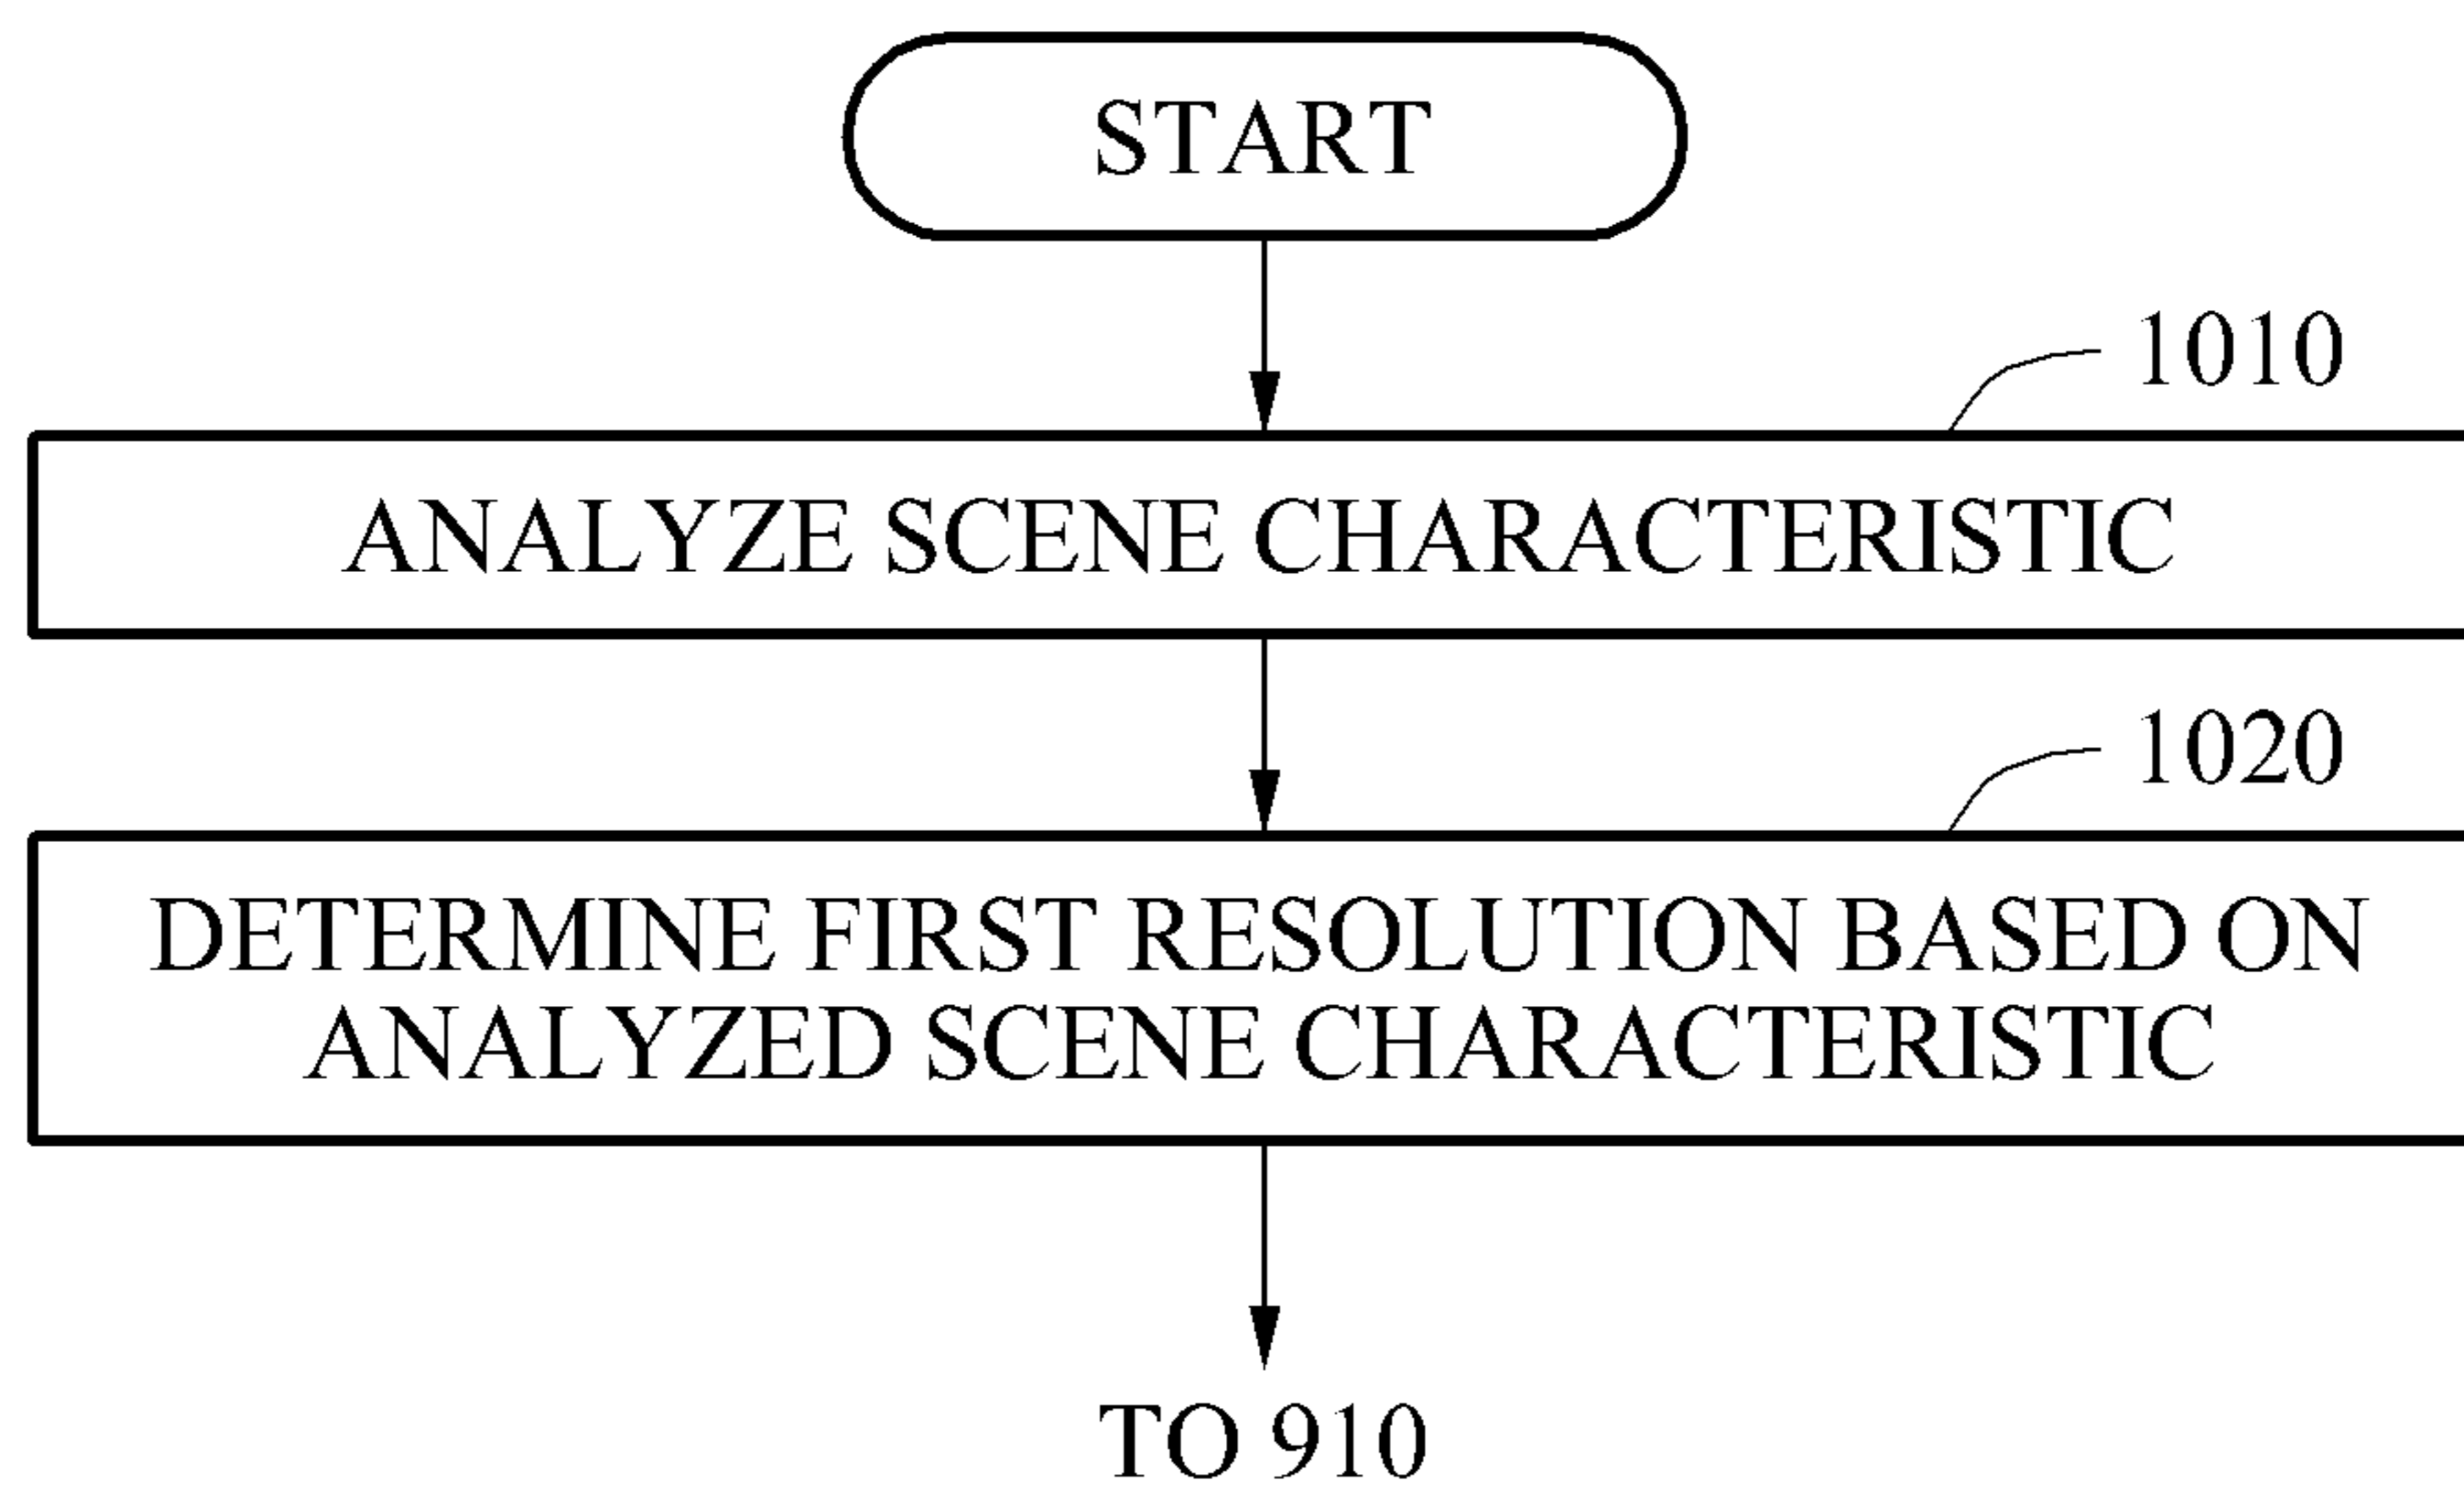 START
1010
ANALYZE SCENE CHARACTERISTIC
1020
DETERMINE FIRST RESOLUTION BASED ON
ANALYZED SCENE CHARACTERISTIC
TO 910